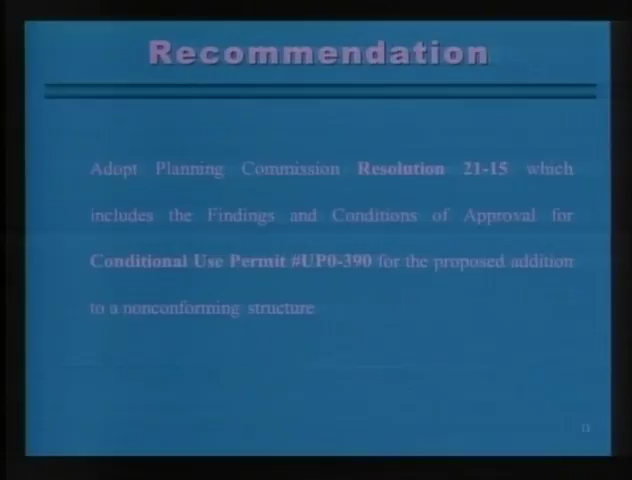 Recommendation
Adopt Planning Commission Resolution 21-15 which
includes the Findings and Conditions of Approval for
Conditional Use Permit #UP0-390 for the proposed addition
to a nonconforming structure